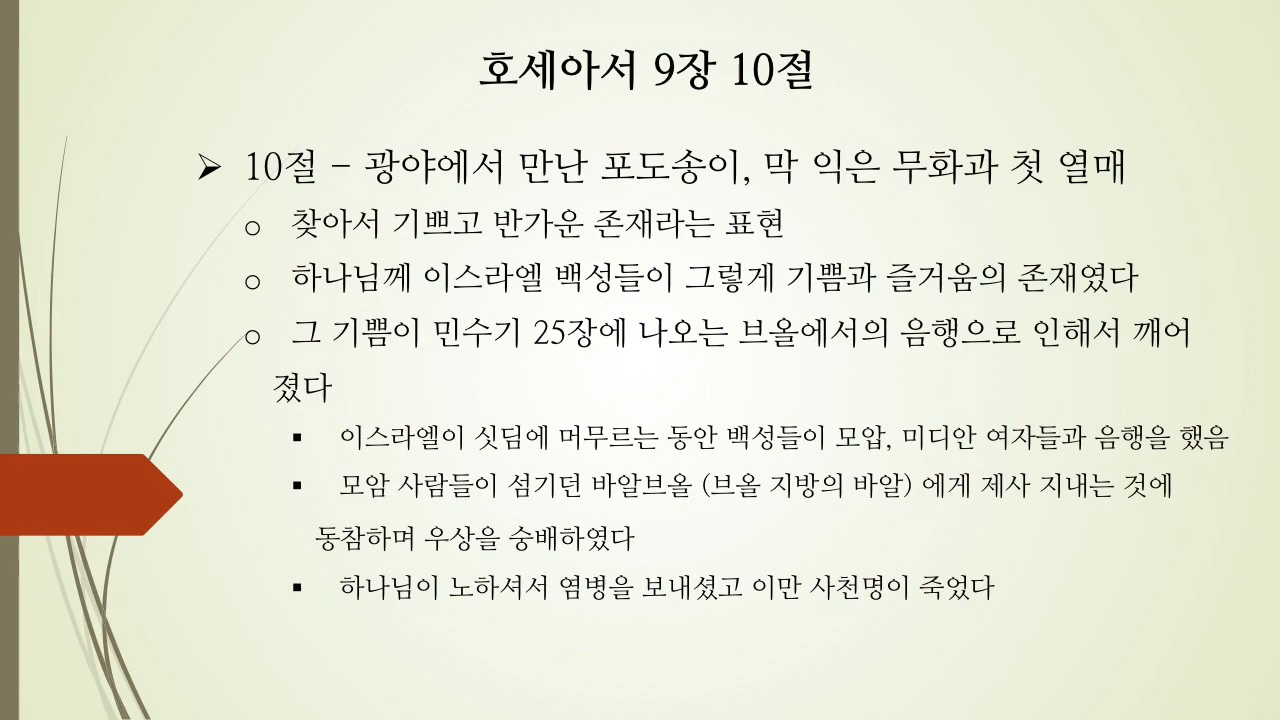 호세아서 9장 10절
➢ 10절 – 광야에서 만난 포도송이, 막 익은 무화과 첫 열매
o 찾아서 기쁘고 반가운 존재라는 표현
o 하나님께 이스라엘 백성들이 그렇게 기쁨과 즐거움의 존재였다
o 그 기쁨이 민수기 25장에 나오는 브올에서의 음행으로 인해서 깨어
졌다
▪ 이스라엘이 싯딤에 머무르는 동안 백성들이 모압, 미디안 여자들과 음행을 했음
▪ 모암 사람들이 섬기던 바알브올 (브올 지방의 바알) 에게 제사 지내는 것에
동참하며 우상을 숭배하였다
▪ 하나님이 노하셔서 염병을 보내셨고 이만 사천명이 죽었다